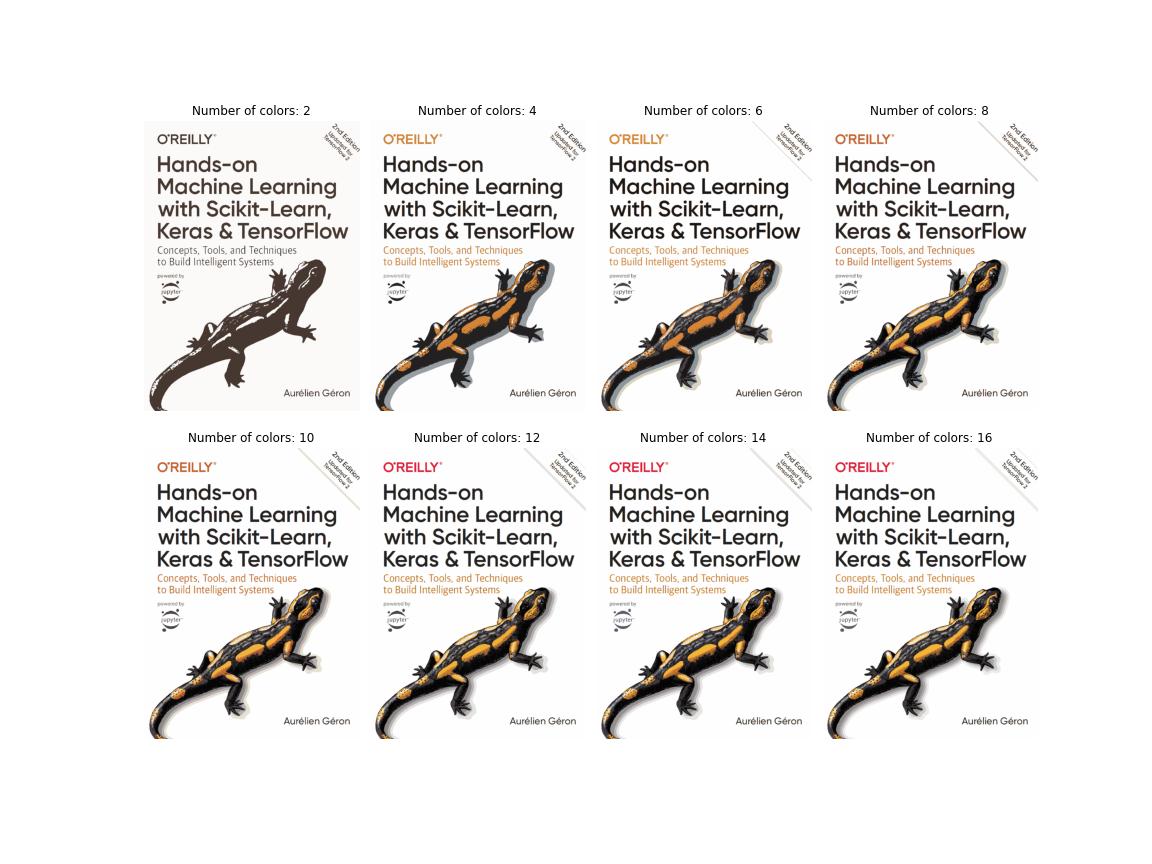 Number of colors: 2
O'REILLY®
2nd Edition
Updated for
TensorFlow 2
Hands-on
Machine Learning
with Scikit-Learn,
Keras & TensorFlow
Concepts, Tools, and Techniques
to Build Intelligent Systems
powered by
jupyter
Aurélien Géron
Number of colors: 4
O'REILLY®
2nd Edition
Updated for
TensorFlow 2
Hands-on
Machine Learning
with Scikit-Learn,
Keras & TensorFlow
Concepts, Tools, and Techniques
to Build Intelligent Systems
powered by
jupyter
Aurélien Géron
Number of colors: 6
O'REILLY®
2nd Edition
Updated for
TensorFlow 2
Hands-on
Machine Learning
with Scikit-Learn,
Keras & TensorFlow
Concepts, Tools, and Techniques
to Build Intelligent Systems
powered by
jupyter
Aurélien Géron
Number of colors: 8
O'REILLY®
2nd Edition
Updated for
TensorFlow 2
Hands-on
Machine Learning
with Scikit-Learn,
Keras & TensorFlow
Concepts, Tools, and Techniques
to Build Intelligent Systems
powered by
jupyter
Aurélien Géron
Number of colors: 10
O'REILLY®
2nd Edition
Updated for
TensorFlow 2
Hands-on
Machine Learning
with Scikit-Learn,
Keras & TensorFlow
Concepts, Tools, and Techniques
to Build Intelligent Systems
powered by
jupyter
Aurélien Géron
Number of colors: 12
O'REILLY®
2nd Edition
Updated for
TensorFlow 2
Hands-on
Machine Learning
with Scikit-Learn,
Keras & TensorFlow
Concepts, Tools, and Techniques
to Build Intelligent Systems
powered by
jupyter
Aurélien Géron
Number of colors: 14
O'REILLY®
2nd Edition
Updated for
TensorFlow 2
Hands-on
Machine Learning
with Scikit-Learn,
Keras & TensorFlow
Concepts, Tools, and Techniques
to Build Intelligent Systems
powered by
jupyter
Aurélien Géron
Number of colors: 16
O'REILLY®
2nd Edition
Updated for
TensorFlow 2
Hands-on
Machine Learning
with Scikit-Learn,
Keras & TensorFlow
Concepts, Tools, and Techniques
to Build Intelligent Systems
powered by
jupyter
Aurélien Géron